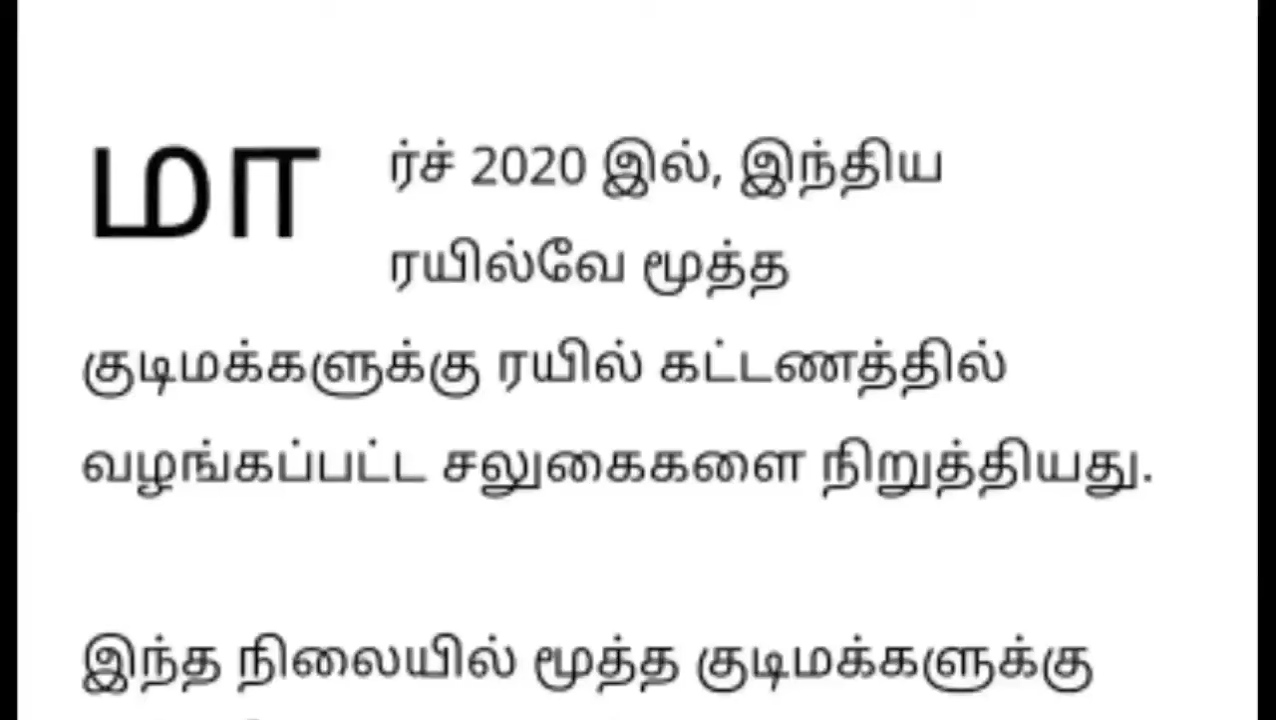 மார்ச் 2020 இல், இந்திய
ரயில்வே மூத்த
குடிமக்களுக்கு ரயில் கட்டணத்தில்
வழங்கப்பட்ட சலுகைகளை நிறுத்தியது.
இந்த நிலையில் மூத்த குடிமக்களுக்கு